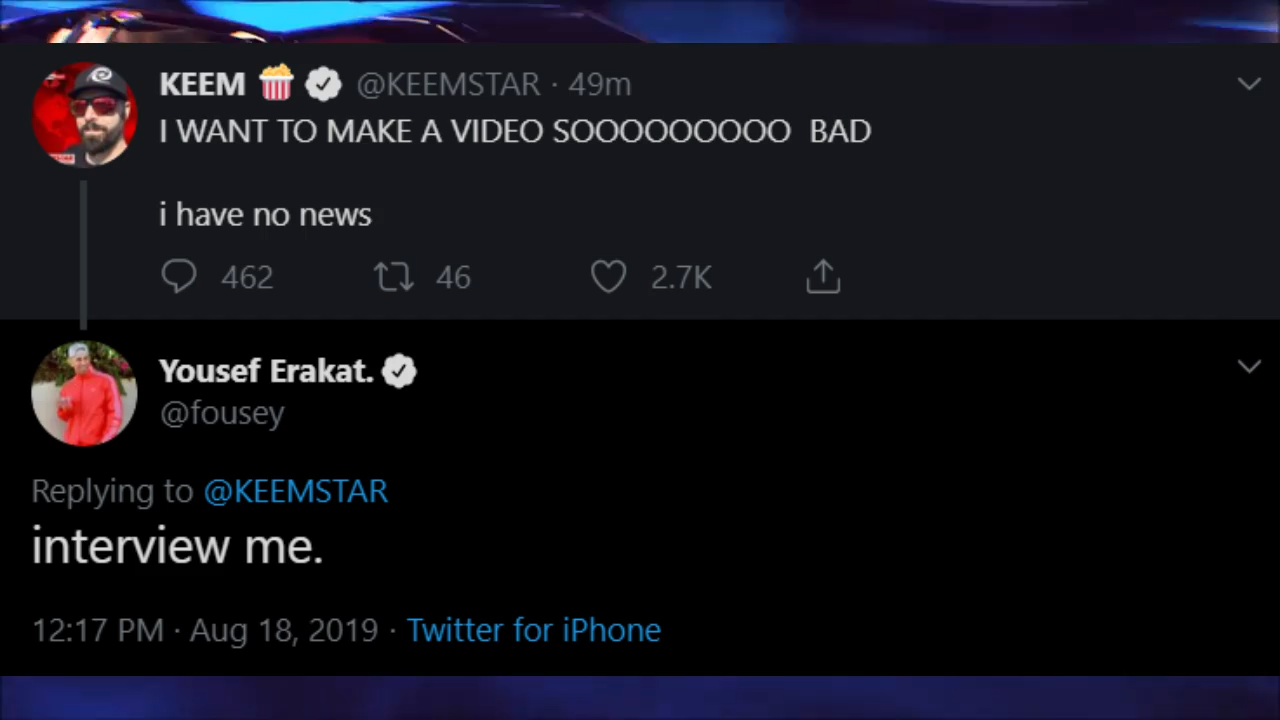 KEEM 🍿 @KEEMSTAR · 49m
I WANT TO MAKE A VIDEO SOOOOOOOOO BAD
i have no news
462 46 2.7K
Yousef Erakat.
@fousey
Replying to @KEEMSTAR
interview me.
12:17 PM · Aug 18, 2019 · Twitter for iPhone